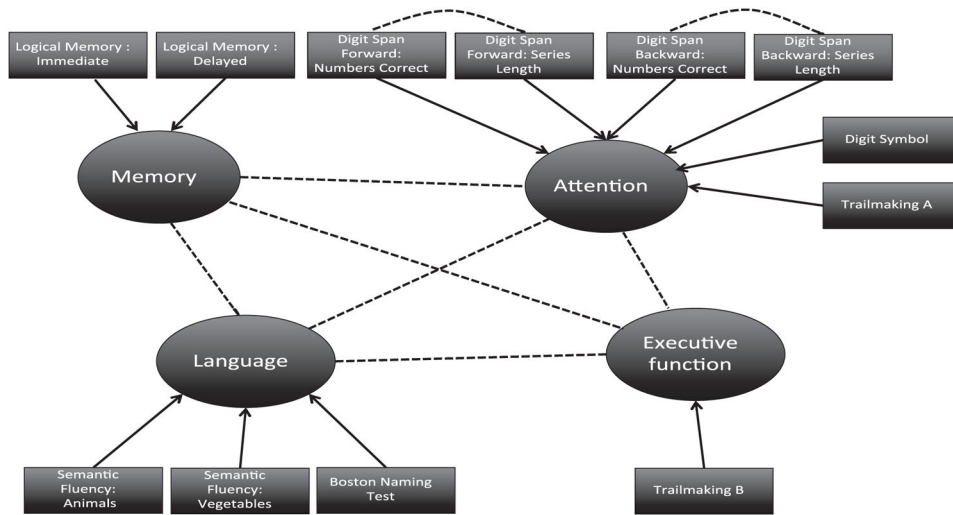 Logical Memory :
Immediate
Logical Memory :
Delayed
Digit Span
Forward:
Numbers Correct
Digit Span
Forward: Series
Length
Digit Span
Backward:
Numbers Correct
Digit Span
Backward: Series
Length
Digit Symbol
Trailmaking A
Memory
Attention
Language
Executive
function
Semantic
Fluency:
Animals
Semantic
Fluency:
Vegetables
Boston Naming
Test
Trailmaking B